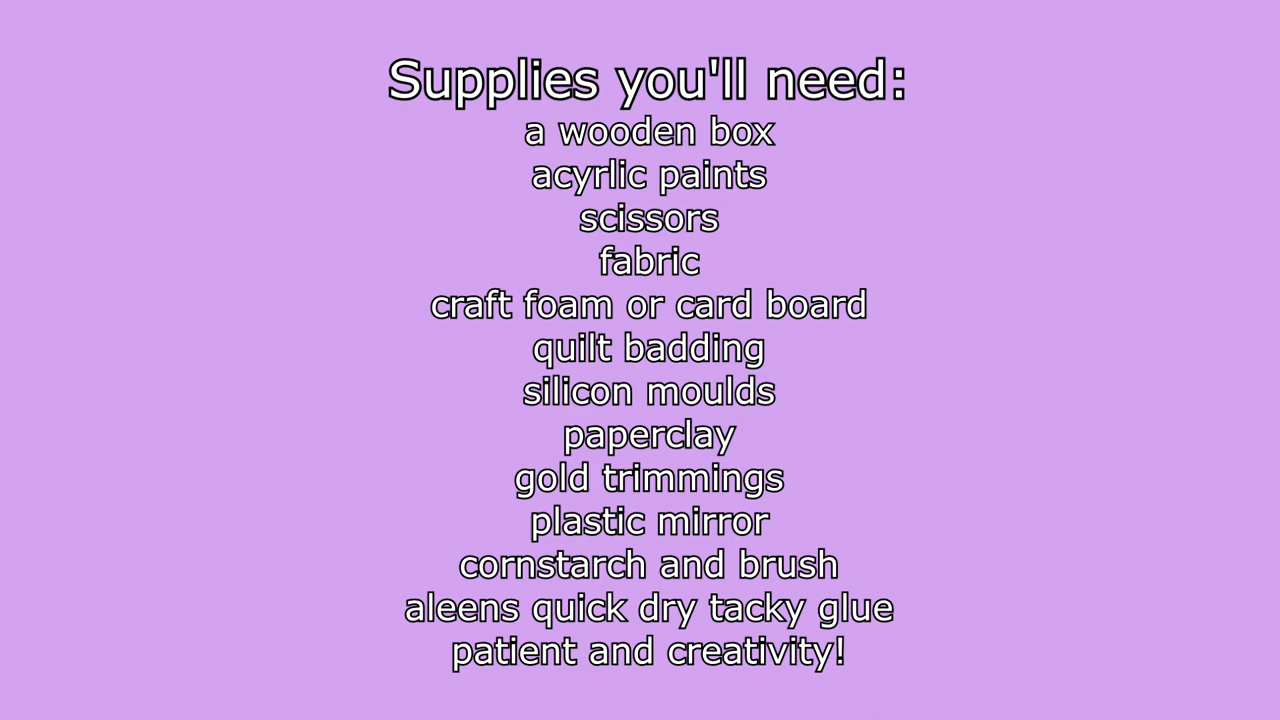 Supplies you'll need:
a wooden box
acyrlic paints
scissors
fabric
craft foam or card board
quilt badding
silicon moulds
paperclay
gold trimmings
plastic mirror
cornstarch and brush
aleens quick dry tacky glue
patient and creativity!